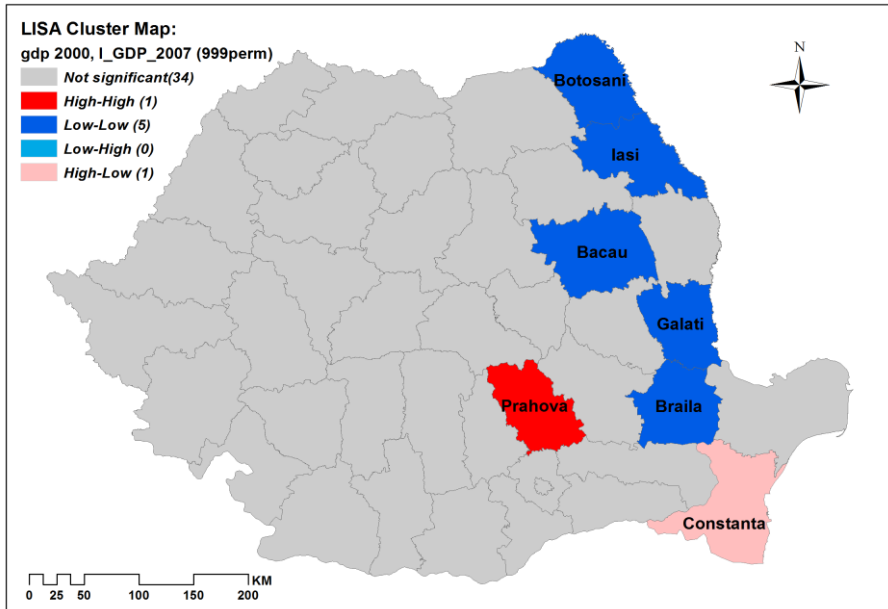 LISA Cluster Map:
gdp 2000, I_GDP_2007 (999perm)
Not significant(34)
High-High (1)
Low-Low (5)
Low-High (0)
High-Low (1)
N
Botosani
Iasi
Bacau
Galati
Prahova
Braila
Constanta
KM
0 25 50 100 150 200